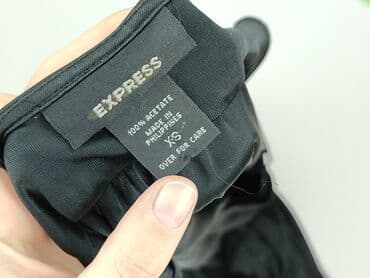 EXPRESS
100% ACETATE
MADE IN
PHILIPPINES
XS
OVER FOR CARE